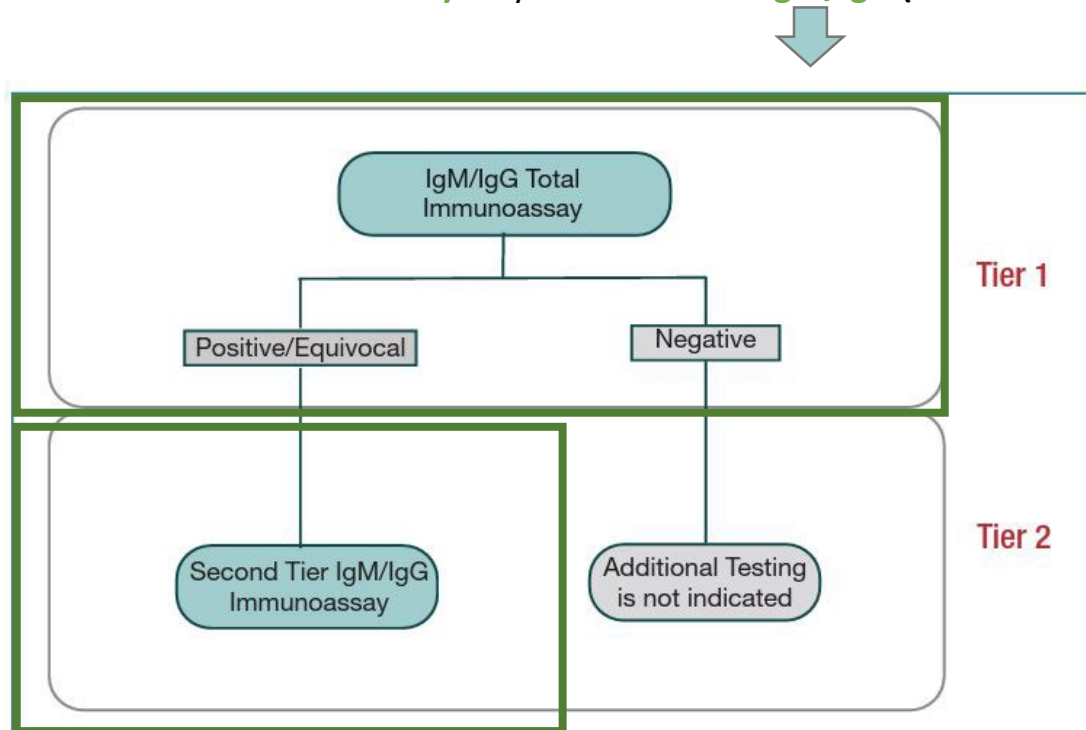 IgM/IgG Total
Immunoassay
Tier 1
Positive/Equivocal
Negative
Tier 2
Second Tier IgM/IgG
Immunoassay
Additional Testing
is not indicated